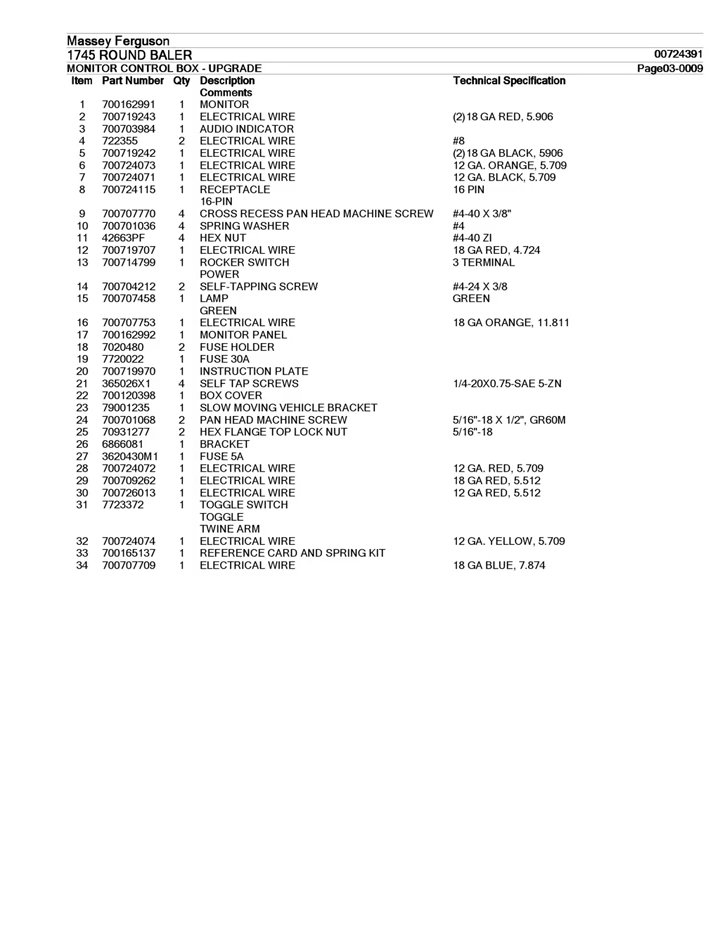 Massey Ferguson
1745 ROUND BALER 00724391
MONITOR CONTROL BOX - UPGRADE Page03-0009
Item Part Number Qty Description Technical Specification
Comments
1 700162991 1 MONITOR
2 700719243 1 ELECTRICAL WIRE (2)18 GA RED, 5.906
3 700703984 1 AUDIO INDICATOR
4 722355 2 ELECTRICAL WIRE #8
5 700719242 1 ELECTRICAL WIRE (2)18 GA BLACK, 5906
6 700724073 1 ELECTRICAL WIRE 12 GA. ORANGE, 5.709
7 700724071 1 ELECTRICAL WIRE 12 GA. BLACK, 5.709
8 700724115 1 RECEPTACLE 16 PIN
16-PIN
9 700707770 4 CROSS RECESS PAN HEAD MACHINE SCREW #4-40 X 3/8"
10 700701036 4 SPRING WASHER #4
11 42663PF 4 HEX NUT #4-40 ZI
12 700719707 1 ELECTRICAL WIRE 18 GA RED, 4.724
13 700714799 1 ROCKER SWITCH 3 TERMINAL
POWER
14 700704212 2 SELF-TAPPING SCREW #4-24 X 3/8
15 700707458 1 LAMP GREEN
GREEN
16 700707753 1 ELECTRICAL WIRE 18 GA ORANGE, 11.811
17 700162992 1 MONITOR PANEL
18 7020480 2 FUSE HOLDER
19 7720022 1 FUSE 30A
20 700719970 1 INSTRUCTION PLATE
21 365026X1 4 SELF TAP SCREWS 1/4-20X0.75-SAE 5-ZN
22 700120398 1 BOX COVER
23 79001235 1 SLOW MOVING VEHICLE BRACKET
24 700701068 2 PAN HEAD MACHINE SCREW 5/16"-18 X 1/2", GR60M
25 70931277 2 HEX FLANGE TOP LOCK NUT 5/16"-18
26 6866081 1 BRACKET
27 3620430M1 1 FUSE 5A
28 700724072 1 ELECTRICAL WIRE 12 GA. RED, 5.709
29 700709262 1 ELECTRICAL WIRE 18 GA RED, 5.512
30 700726013 1 ELECTRICAL WIRE 12 GA RED, 5.512
31 7723372 1 TOGGLE SWITCH
TOGGLE
TWINE ARM
32 700724074 1 ELECTRICAL WIRE 12 GA. YELLOW, 5.709
33 700165137 1 REFERENCE CARD AND SPRING KIT
34 700707709 1 ELECTRICAL WIRE 18 GA BLUE, 7.874